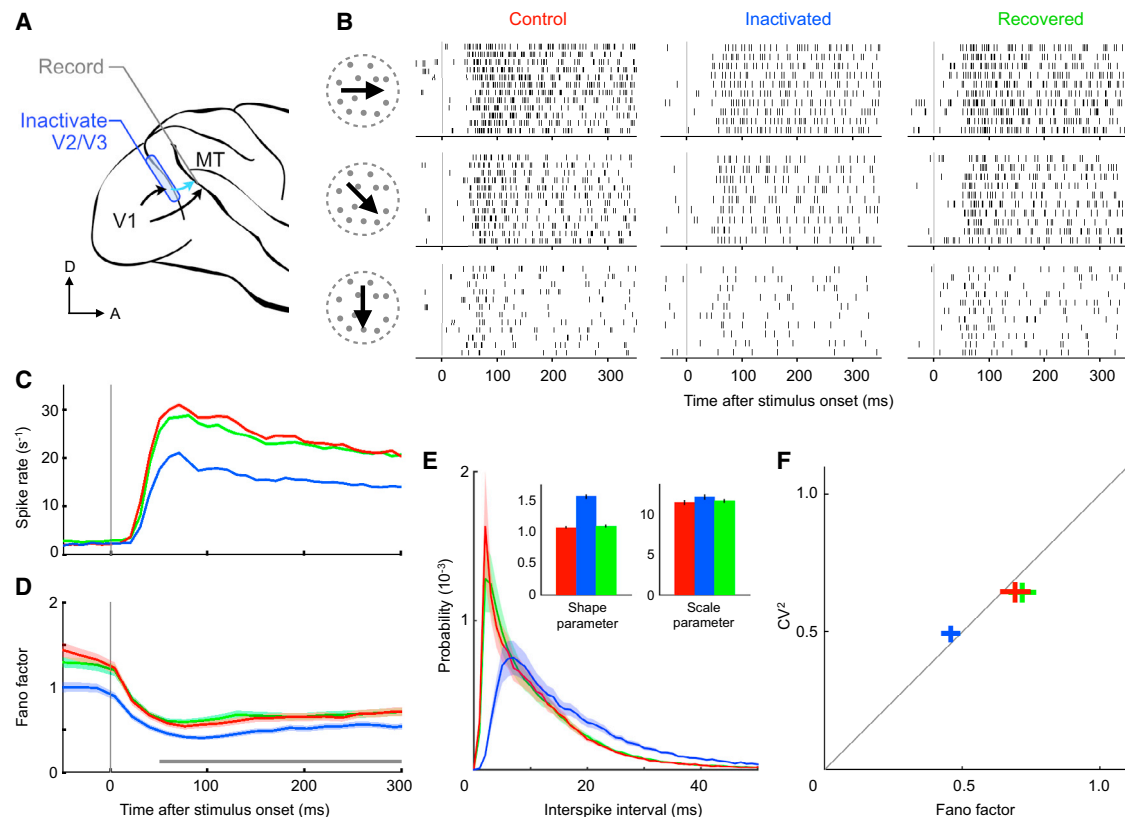 A
Record
Inactivate
V2/V3
MT
V1
D
A
B
Control
Inactivated
Recovered
0 100 200 300
0 100 200 300
0 100 200 300
Time after stimulus onset (ms)
C
Spike rate (s⁻¹)
30
20
10
0
0 100 200 300
D
Fano factor
2
1
0
0 100 200 300
Time after stimulus onset (ms)
E
Probability (10⁻³)
2
1
0
0 20 40
Interspike interval (ms)
1.5
1.0
0.5
0
Shape
parameter
10
5
0
Scale
parameter
F
CV²
1.0
0.5
0
0 0.5 1.0
Fano factor